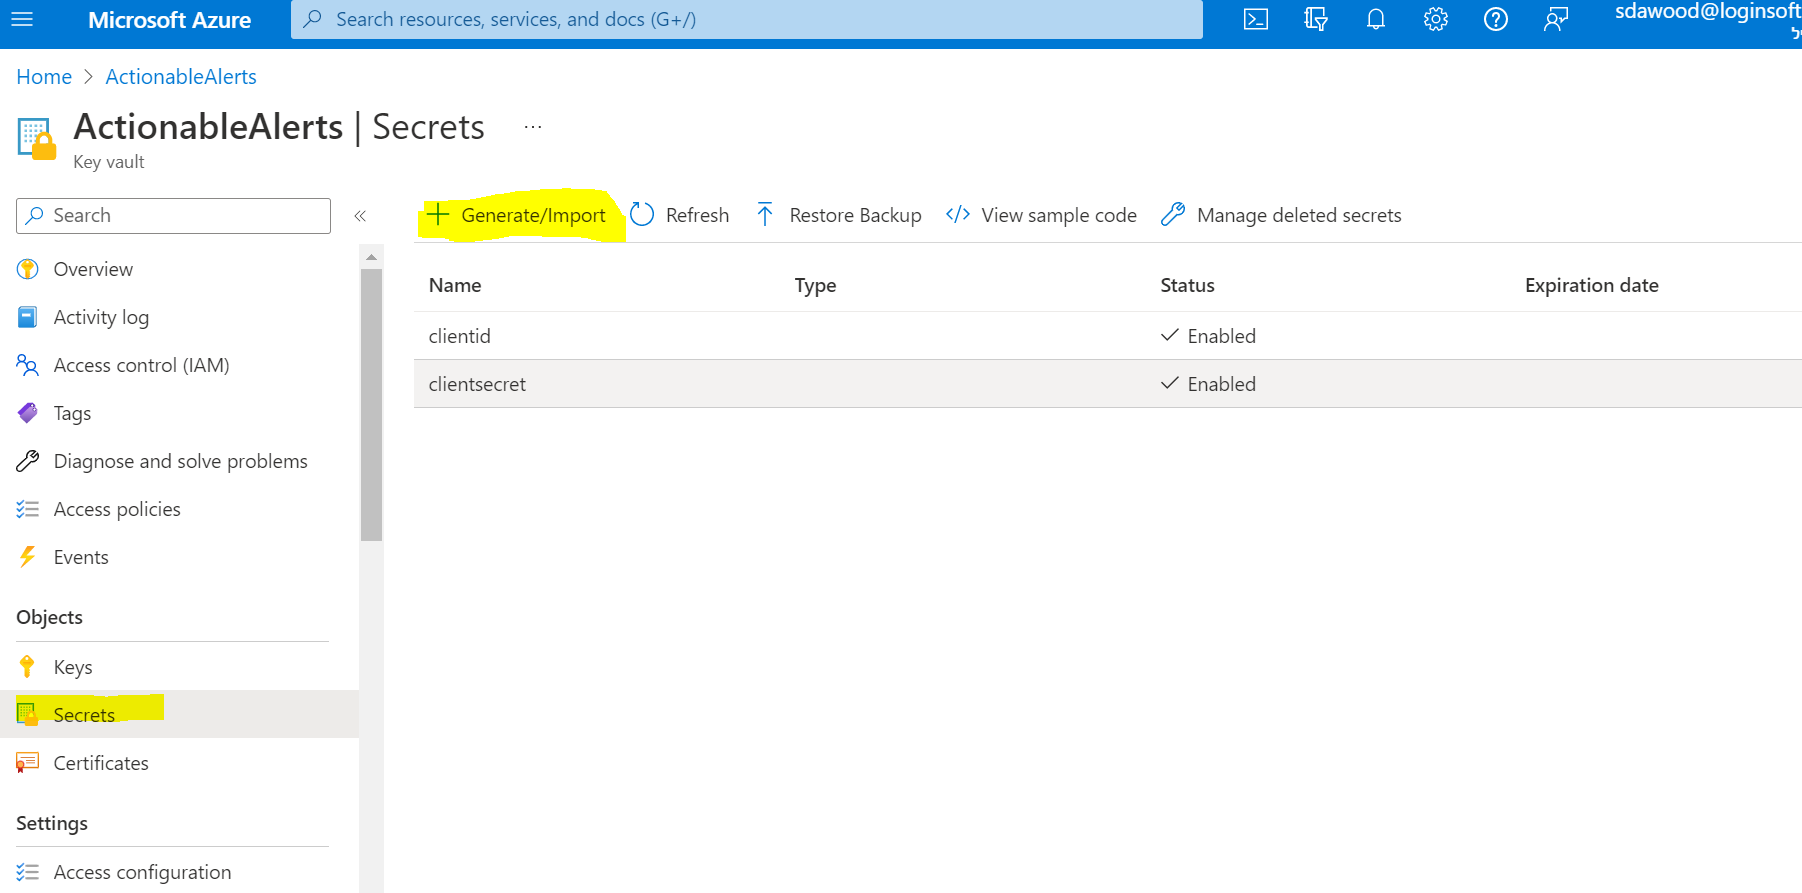 Microsoft Azure
Search resources, services, and docs (G+/)
sdawood@loginsoft
Home > ActionableAlerts
ActionableAlerts | Secrets ...
Key vault
Search
«
Generate/Import Refresh Restore Backup View sample code Manage deleted secrets
Name Type Status Expiration date
clientid Enabled
clientsecret Enabled
Overview
Activity log
Access control (IAM)
Tags
Diagnose and solve problems
Access policies
Events
Objects
Keys
Secrets
Certificates
Settings
Access configuration